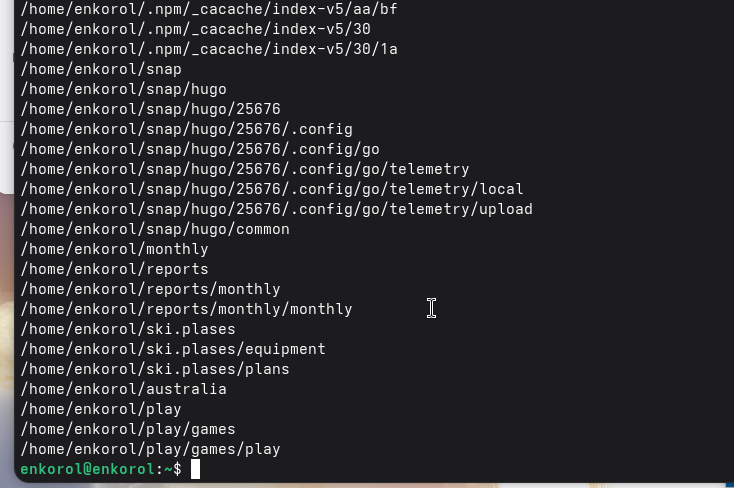 /home/enkorol/.npm/_cacache/index-v5/aa/bf
/home/enkorol/.npm/_cacache/index-v5/30
/home/enkorol/.npm/_cacache/index-v5/30/1a
/home/enkorol/snap
/home/enkorol/snap/hugo
/home/enkorol/snap/hugo/25676
/home/enkorol/snap/hugo/25676/.config
/home/enkorol/snap/hugo/25676/.config/go
/home/enkorol/snap/hugo/25676/.config/go/telemetry
/home/enkorol/snap/hugo/25676/.config/go/telemetry/local
/home/enkorol/snap/hugo/25676/.config/go/telemetry/upload
/home/enkorol/snap/hugo/common
/home/enkorol/monthly
/home/enkorol/reports
/home/enkorol/reports/monthly
/home/enkorol/reports/monthly/monthly
/home/enkorol/ski.plases
/home/enkorol/ski.plases/equipment
/home/enkorol/ski.plases/plans
/home/enkorol/australia
/home/enkorol/play
/home/enkorol/play/games
/home/enkorol/play/games/play
enkorol@enkorol:~$